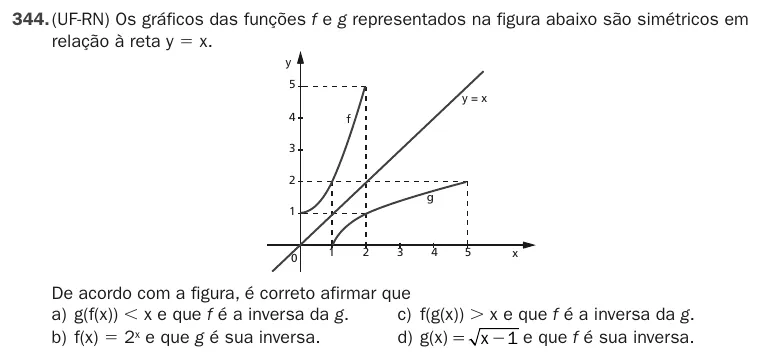 344. (UF-RN) Os gráficos das funções f e g representados na figura abaixo são simétricos em
relação à reta y = x.
y
5
y = x
4
f
3
2
g
1
0
1
2
3
4
5
x
De acordo com a figura, é correto afirmar que
a) g(f(x)) < x e que f é a inversa da g.
c) f(g(x)) > x e que f é a inversa da g.
b) f(x) = 2ˣ e que g é sua inversa.
d) g(x) = √x – 1 e que f é sua inversa.